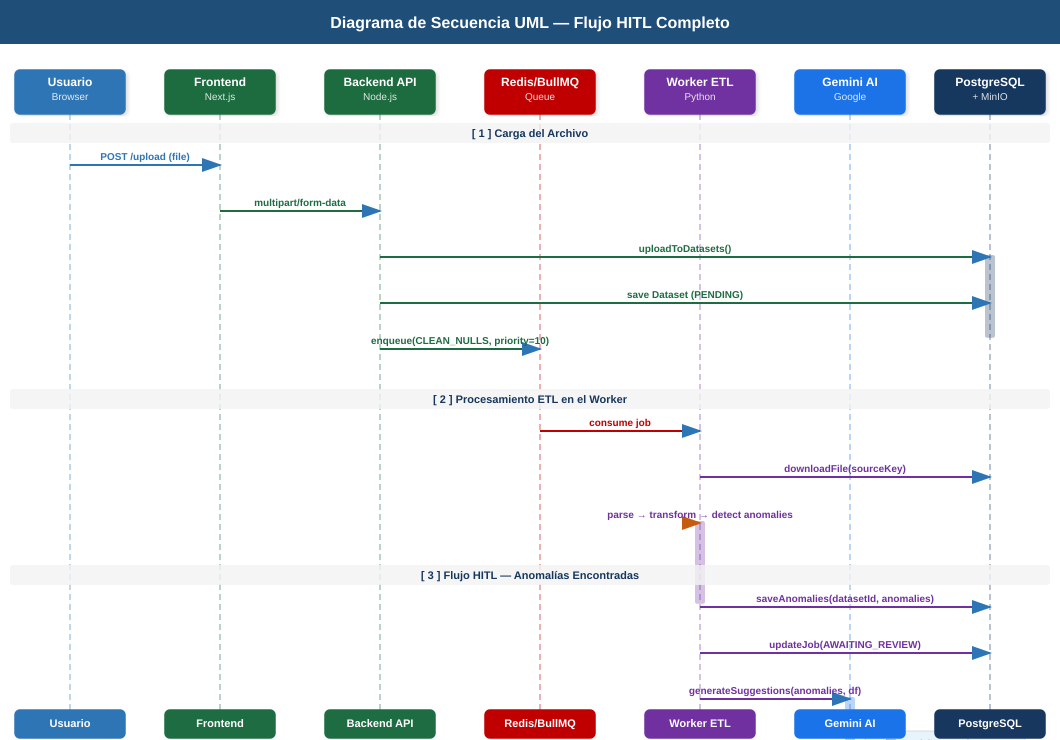 Diagrama de Secuencia UML — Flujo HITL Completo
Usuario
Browser
Frontend
Next.js
Backend API
Node.js
Redis/BullMQ
Queue
Worker ETL
Python
Gemini AI
Google
PostgreSQL
+ MinIO
[ 1 ] Carga del Archivo
POST /upload (file)
multipart/form-data
uploadToDatasets()
save Dataset (PENDING)
enqueue(CLEAN_NULLS, priority=10)
[ 2 ] Procesamiento ETL en el Worker
consume job
downloadFile(sourceKey)
parse → transform → detect anomalies
[ 3 ] Flujo HITL — Anomalías Encontradas
saveAnomalies(datasetId, anomalies)
updateJob(AWAITING_REVIEW)
generateSuggestions(anomalies, df)
Usuario
Frontend
Backend API
Redis/BullMQ
Worker ETL
Gemini AI
PostgreSQL